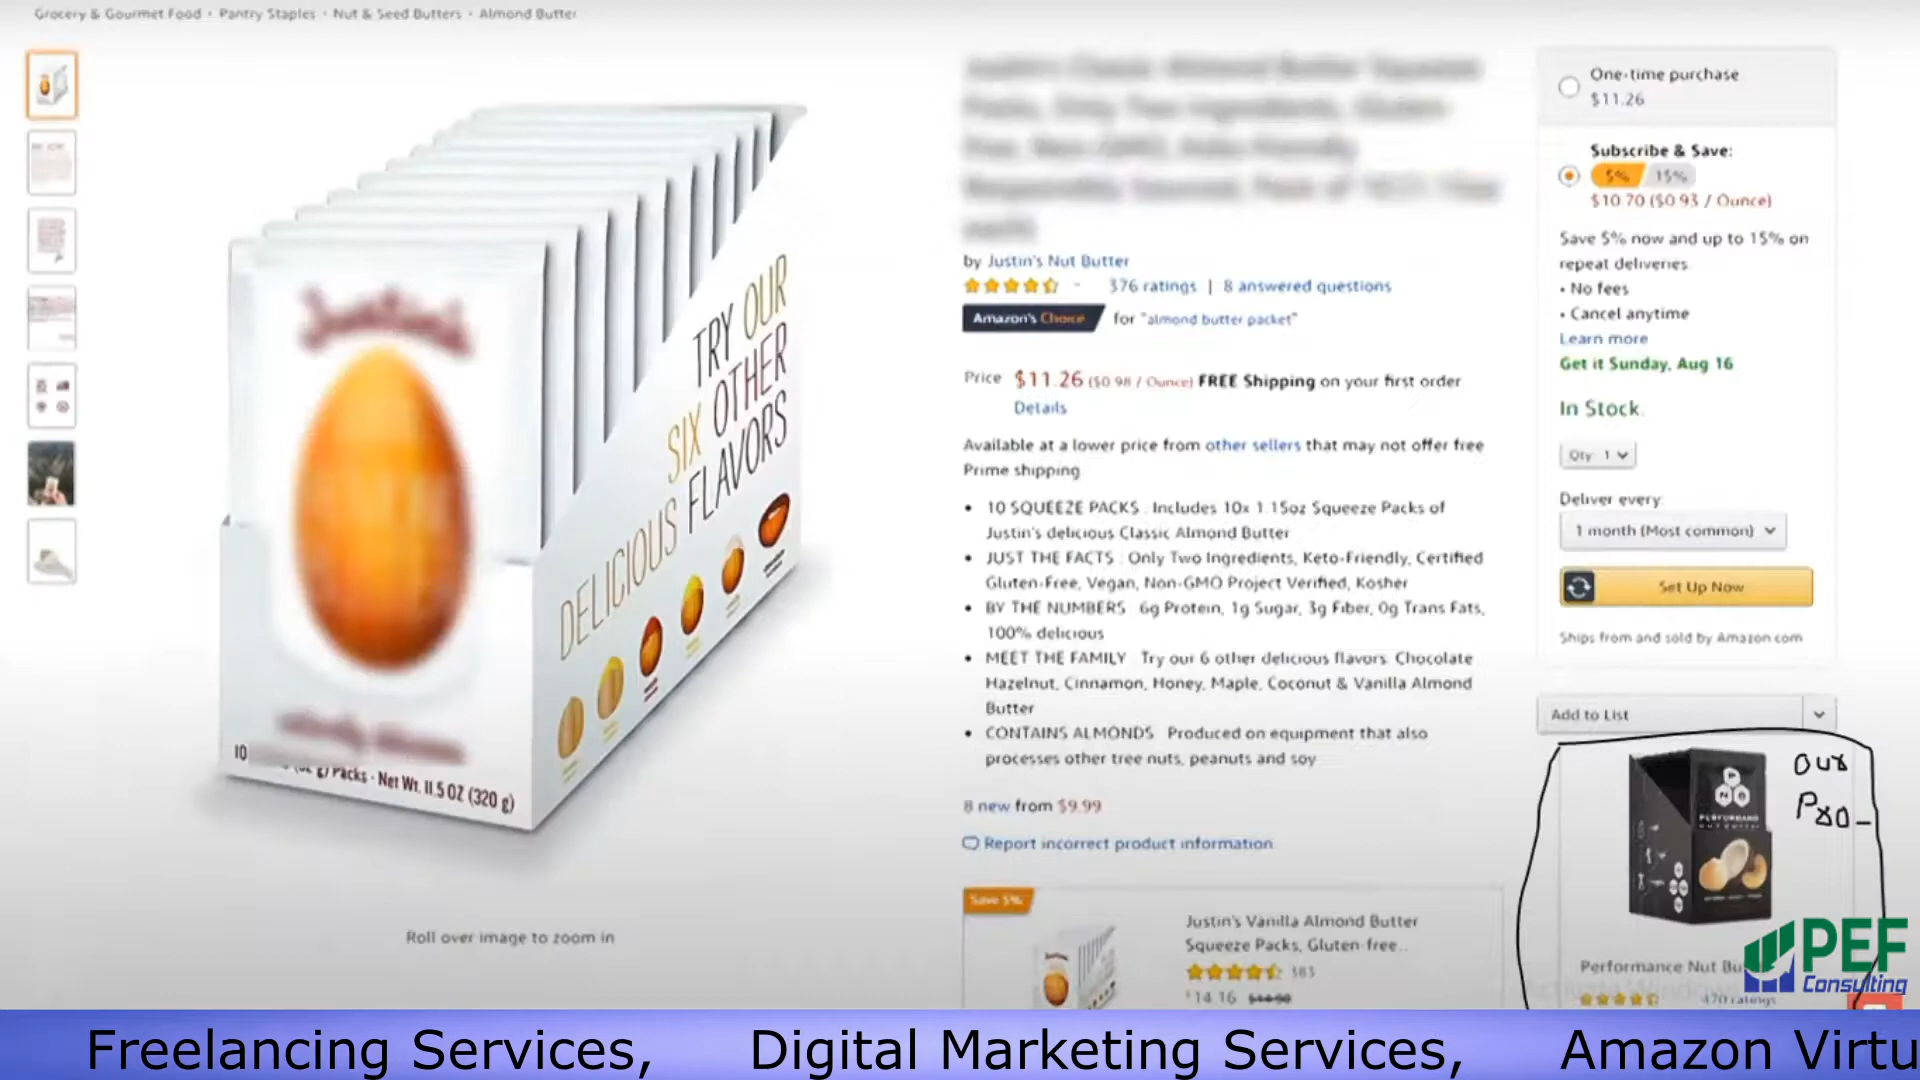 Grocery & Gourmet Food › Pantry Staples › Nut & Seed Butters › Almond Butter
TRY OUR
SIX OTHER
DELICIOUS FLAVORS
10
Packs · Net Wt. 11.5 OZ (320 g)
Roll over image to zoom in
by Justin's Nut Butter
376 ratings | 8 answered questions
Amazon's Choice for "almond butter packet"
Price $11.26 ($0.98 / Ounce) FREE Shipping on your first order
Details
Available at a lower price from other sellers that may not offer free
Prime shipping
• 10 SQUEEZE PACKS . Includes 10x 1.15oz Squeeze Packs of
Justin's delicious Classic Almond Butter
• JUST THE FACTS : Only Two Ingredients, Keto-Friendly, Certified
Gluten-Free, Vegan, Non-GMO Project Verified, Kosher
• BY THE NUMBERS 6g Protein, 1g Sugar, 3g Fiber, 0g Trans Fats,
100% delicious
• MEET THE FAMILY Try our 6 other delicious flavors. Chocolate
Hazelnut, Cinnamon, Honey, Maple, Coconut & Vanilla Almond
Butter
• CONTAINS ALMONDS Produced on equipment that also
processes other tree nuts, peanuts and soy
8 new from $9.99
Report incorrect product information
Save 5%
Justin's Vanilla Almond Butter
Squeeze Packs, Gluten-free...
383
$14.16
One-time purchase
$11.26
Subscribe & Save:
5% 15%
$10.70 ($0.93 / Ounce)
Save 5% now and up to 15% on
repeat deliveries.
• No fees
• Cancel anytime
Learn more
Get it Sunday, Aug 16
In Stock.
Qty 1
Deliver every:
1 month (Most common)
Set Up Now
Ships from and sold by Amazon.com
Add to List
our
Pro-
PERFORMANCE
Performance Nut Bu
470 ratings
PEF
Consulting
Freelancing Services, Digital Marketing Services, Amazon Virtu